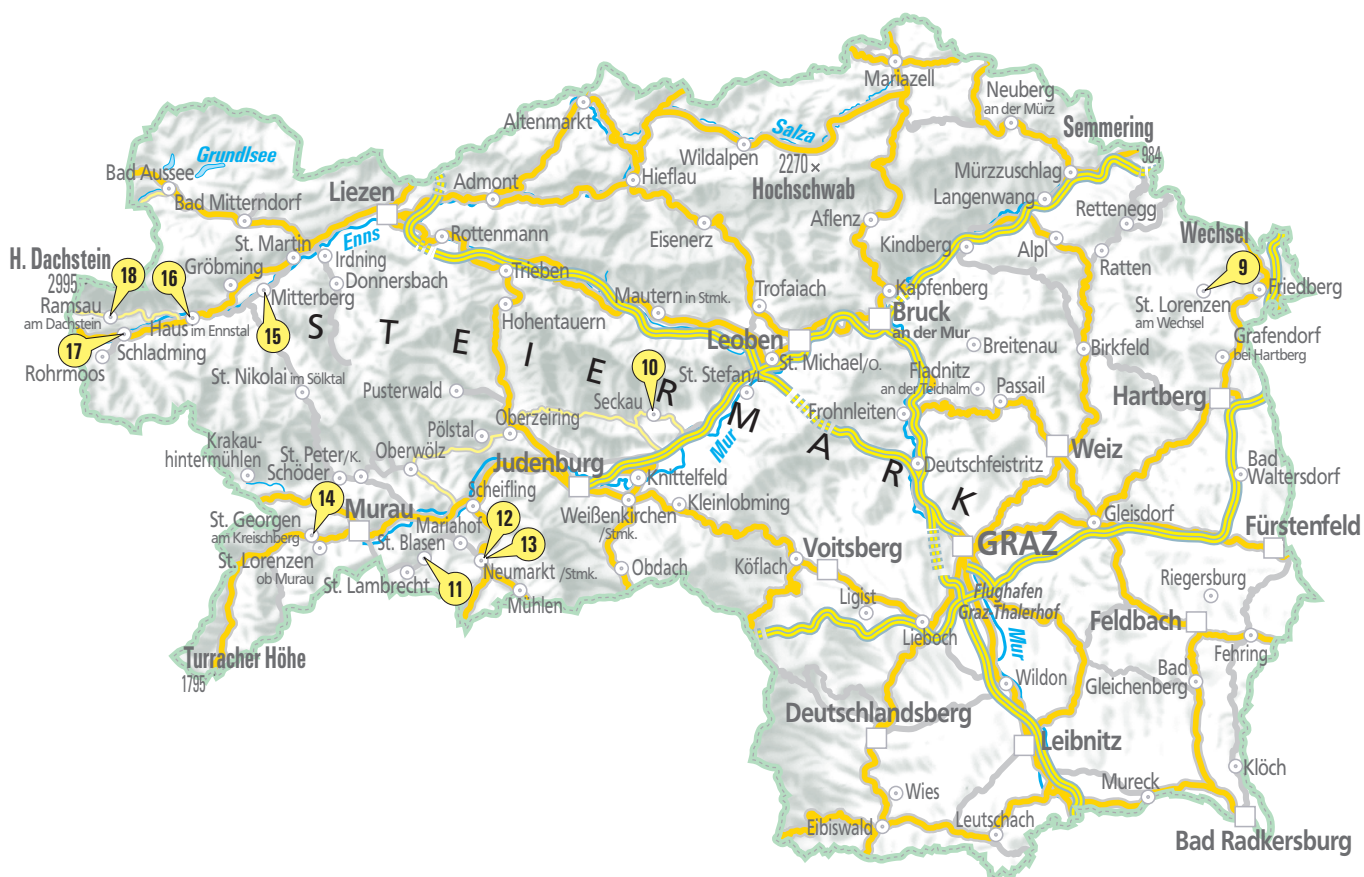 Mariazell
Neuberg
an der Mürz
Altenmarkt
Semmering
984
Salza
Wildalpen
2270 ×
Hochschwab
Grundlsee
Bad Aussee
Mürzzuschlag
Hieflau
Admont
Liezen
Langenwang
Bad Mitterndorf
Aflenz
Rettenegg
Eisenerz
Rottenmann
Enns
St. Martin
Kindberg
Alpl
Wechsel
Irdning
H. Dachstein
2995
Gröbming
Ratten
9
18
16
Trieben
Donnersbach
Mitterberg
Mautern in Stmk.
Kapfenberg
Friedberg
Ramsau
am Dachstein
Trofaiach
St. Lorenzen
am Wechsel
Haus im Ennstal
15
Hohentauern
Bruck
an der Mur
17
Schladming
Leoben
Grafendorf
bei Hartberg
Rohrmoos
St. Michael/O.
Breitenau
Birkfeld
STEIERMARK
St. Nikolai im Sölktal
Pusterwald
10
St. Stefan/L.
Fladnitz
an der Teichalm
Passail
Hartberg
Seckau
Frohnleiten
Oberzeiring
Pölstal
Mur
Krakau-
hintermühlen
St. Peter/K.
Oberwölz
Weiz
Schöder
Judenburg
Deutschfeistritz
Bad
Waltersdorf
Knittelfeld
Scheifling
14
Murau
Kleinlobming
Weißenkirchen
/Stmk.
12
Gleisdorf
St. Georgen
am Kreischberg
Mariahof
Fürstenfeld
St. Blasen
13
GRAZ
Voitsberg
St. Lorenzen
ob Murau
Köflach
Neumarkt /Stmk.
Obdach
St. Lambrecht
11
Riegersburg
Flughafen
Graz-Thalerhof
Ligist
Mühlen
Feldbach
Lieboch
Mur
Fehring
Turracher Höhe
1795
Bad
Gleichenberg
Wildon
Deutschlandsberg
Leibnitz
Klöch
Mureck
Wies
Eibiswald
Leutschach
Bad Radkersburg